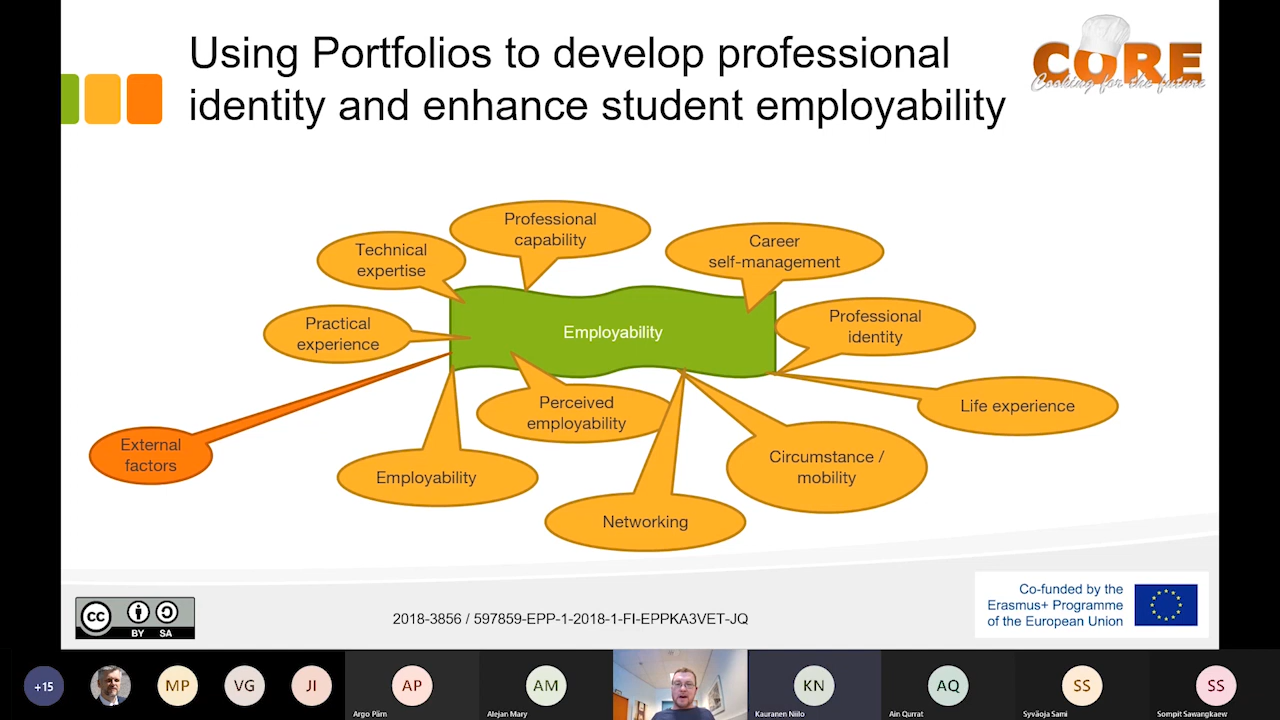 Using Portfolios to develop professional
identity and enhance student employability
CORE
Cooking for the future
Professional
capability
Technical
expertise
Career
self-management
Practical
experience
Employability
Professional
identity
Perceived
employability
Life experience
External
factors
Employability
Circumstance /
mobility
Networking
cc
BY SA
2018-3856 / 597859-EPP-1-2018-1-FI-EPPKA3VET-JQ
Co-funded by the
Erasmus+ Programme
of the European Union
+15
MP
VG
JI
AP
AM
KN
AQ
SS
SS
Argo Pärn
Alejan Mary
Kauranen Niilo
Ain Qurrat
Syväoja Sami
Sompit Sawangkaew